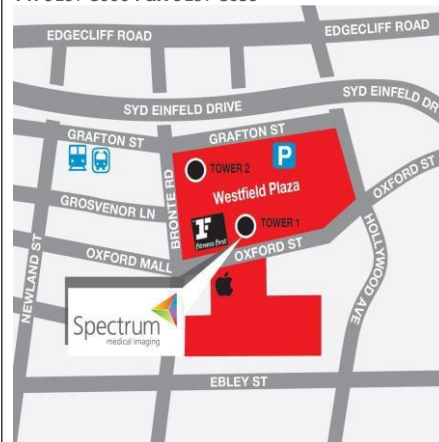 EDGECLIFF ROAD
EDGECLIFF ROAD
SYD EINFELD DRIVE
SYD EINFELD DR
GRAFTON ST
GRAFTON ST
P
TOWER 2
Westfield Plaza
OXFORD ST
GROSVENOR LN
BRONTE RD
F
fitness first
TOWER 1
OXFORD ST
OXFORD MALL
HOLLYWOOD AVE
NEWLAND ST
Spectrum
medical imaging
EBLEY ST